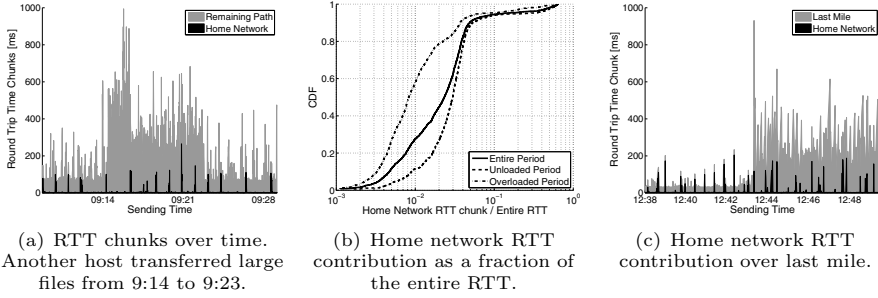 1000
800
600
400
200
0
Round Trip Time Chunks [ms]
Remaining Path
Home Network
09:14
09:21
09:28
Sending Time
(a) RTT chunks over time.
Another host transferred large
files from 9:14 to 9:23.
1
0.8
0.6
0.4
0.2
0
CDF
Entire Period
Unloaded Period
Overloaded Period
10^-3
10^-2
10^-1
10^0
Home Network RTT chunk / Entire RTT
(b) Home network RTT
contribution as a fraction of
the entire RTT.
1000
800
600
400
200
0
Round Trip Time Chunk [ms]
Last Mile
Home Network
12:38
12:40
12:42
12:44
12:46
12:48
Sending Time
(c) Home network RTT
contribution over last mile.